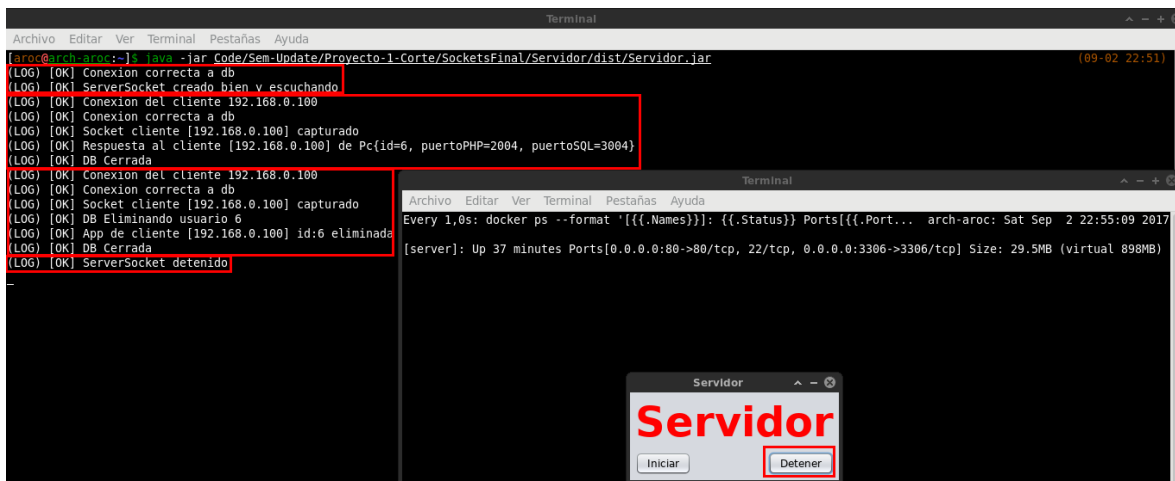 Terminal
Archivo Editar Ver Terminal Pestañas Ayuda
[aroc@arch-aroc:~]$ java -jar Code/Sem-Update/Proyecto-1-Corte/SocketsFinal/Servidor/dist/Servidor.jar (09-02 22:51)
(LOG) [OK] Conexion correcta a db
(LOG) [OK] ServerSocket creado bien y escuchando
(LOG) [OK] Conexion del cliente 192.168.0.100
(LOG) [OK] Conexion correcta a db
(LOG) [OK] Socket cliente [192.168.0.100] capturado
(LOG) [OK] Respuesta al cliente [192.168.0.100] de Pc{id=6, puertoPHP=2004, puertoSQL=3004}
(LOG) [OK] DB Cerrada
(LOG) [OK] Conexion del cliente 192.168.0.100
(LOG) [OK] Conexion correcta a db
(LOG) [OK] Socket cliente [192.168.0.100] capturado
(LOG) [OK] DB Eliminando usuario 6
(LOG) [OK] App de cliente [192.168.0.100] id:6 eliminada
(LOG) [OK] DB Cerrada
(LOG) [OK] ServerSocket detenido
Terminal
Archivo Editar Ver Terminal Pestañas Ayuda
Every 1,0s: docker ps --format '[{{.Names}}]: {{.Status}} Ports[{{.Port... arch-aroc: Sat Sep 2 22:55:09 2017
[server]: Up 37 minutes Ports[0.0.0.0:80->80/tcp, 22/tcp, 0.0.0.0:3306->3306/tcp] Size: 29.5MB (virtual 898MB)
Servidor
Servidor
Iniciar Detener